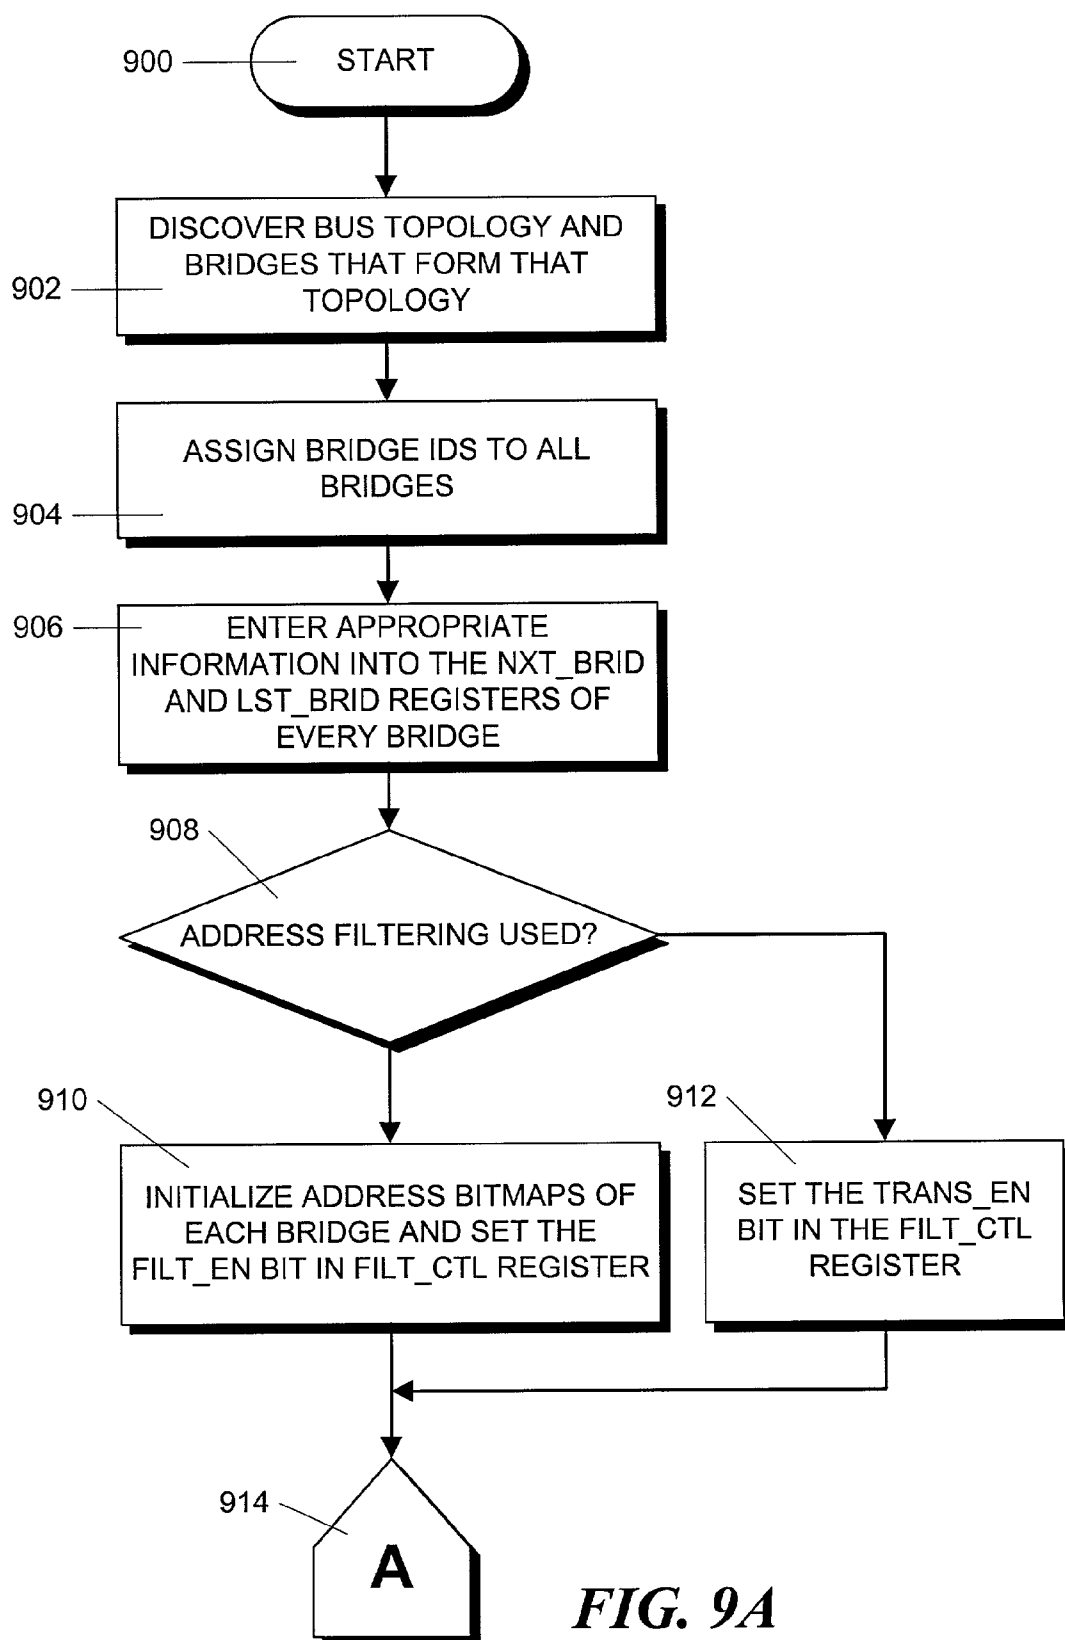 900
START
DISCOVER BUS TOPOLOGY AND
BRIDGES THAT FORM THAT
TOPOLOGY
902
ASSIGN BRIDGE IDS TO ALL
BRIDGES
904
906
ENTER APPROPRIATE
INFORMATION INTO THE NXT_BRID
AND LST_BRID REGISTERS OF
EVERY BRIDGE
908
ADDRESS FILTERING USED?
910
INITIALIZE ADDRESS BITMAPS OF
EACH BRIDGE AND SET THE
FILT_EN BIT IN FILT_CTL REGISTER
912
SET THE TRANS_EN
BIT IN THE FILT_CTL
REGISTER
914
A
FIG. 9A